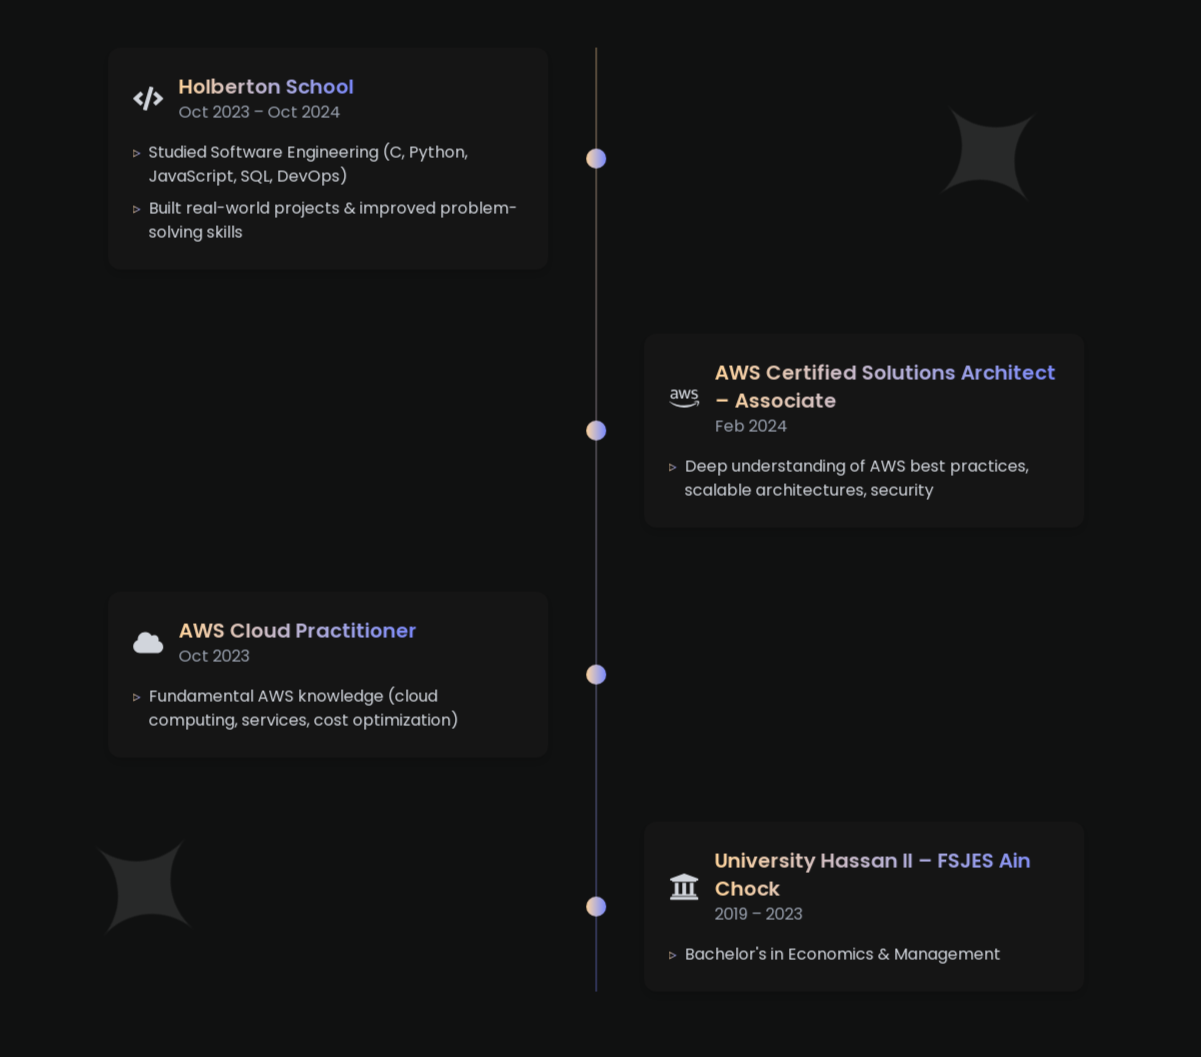 Holberton School
Oct 2023 – Oct 2024
▹ Studied Software Engineering (C, Python,
JavaScript, SQL, DevOps)
▹ Built real-world projects & improved problem-
solving skills
aws
AWS Certified Solutions Architect
– Associate
Feb 2024
▹ Deep understanding of AWS best practices,
scalable architectures, security
AWS Cloud Practitioner
Oct 2023
▹ Fundamental AWS knowledge (cloud
computing, services, cost optimization)
University Hassan II – FSJES Ain
Chock
2019 – 2023
▹ Bachelor's in Economics & Management